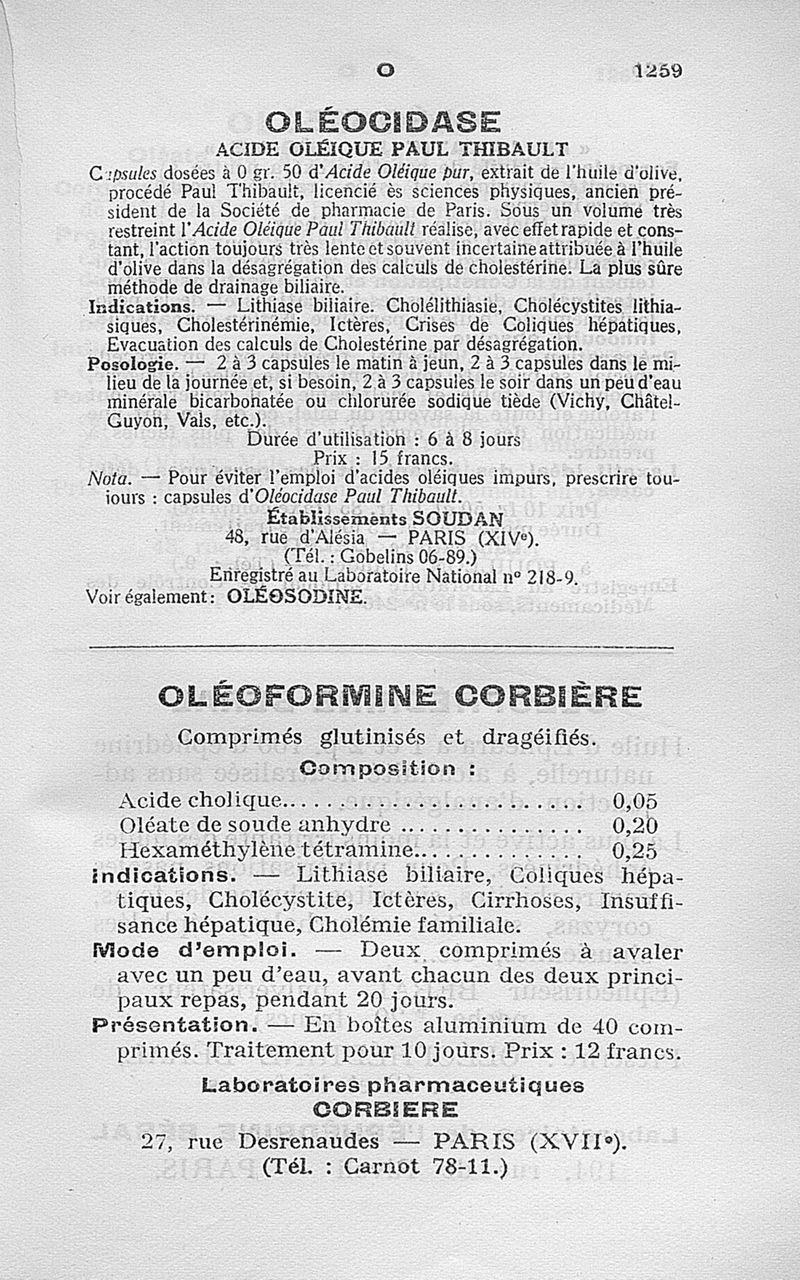 O 1259
OLÉOCIDASE
ACIDE OLÉIQUE PAUL THIBAULT
Capsules dosées à 0 gr. 50 d'Acide Oléique pur, extrait de l'huile d'olive,
procédé Paul Thibault, licencié ès sciences physiques, ancien pré-
sident de la Société de pharmacie de Paris. Sous un volume très
restreint l'Acide Oléique Paul Thibault réalise, avec effet rapide et cons-
tant, l'action toujours très lente et souvent incertaine attribuée à l'huile
d'olive dans la désagrégation des calculs de cholestérine. La plus sûre
méthode de drainage biliaire.
Indications. — Lithiase biliaire. Cholélithiasie, Cholécystites lithia-
siques, Cholestérinémie, Ictères, Crises de Coliques hépatiques,
Evacuation des calculs de Cholestérine par désagrégation.
Posologie. — 2 à 3 capsules le matin à jeun, 2 à 3 capsules dans le mi-
lieu de la journée et, si besoin, 2 à 3 capsules le soir dans un peu d'eau
minérale bicarbonatée ou chlorurée sodique tiède (Vichy, Châtel-
Guyon, Vals, etc.).
Durée d'utilisation : 6 à 8 jours
Prix : 15 francs.
Nota. — Pour éviter l'emploi d'acides oléiques impurs, prescrire tou-
jours : capsules d'Oléocidase Paul Thibault.
Établissements SOUDAN
48, rue d'Alésia — PARIS (XIVe).
(Tél. : Gobelins 06-89.)
Enregistré au Laboratoire National n° 218-9.
Voir également : OLÉOSODINE.
OLÉOFORMINE CORBIÈRE
Comprimés glutinisés et dragéifiés.
Composition :
Acide cholique........................ 0,05
Oléate de soude anhydre ................ 0,20
Hexaméthylène tétramine............... 0,25
Indications. — Lithiase biliaire, Coliques hépa-
tiques, Cholécystite, Ictères, Cirrhoses, Insuffi-
sance hépatique, Cholémie familiale.
Mode d'emploi. — Deux comprimés à avaler
avec un peu d'eau, avant chacun des deux princi-
paux repas, pendant 20 jours.
Présentation. — En boîtes aluminium de 40 com-
primés. Traitement pour 10 jours. Prix : 12 francs.
Laboratoires pharmaceutiques
CORBIERE
27, rue Desrenaudes — PARIS (XVIIe).
(Tél. : Carnot 78-11.)